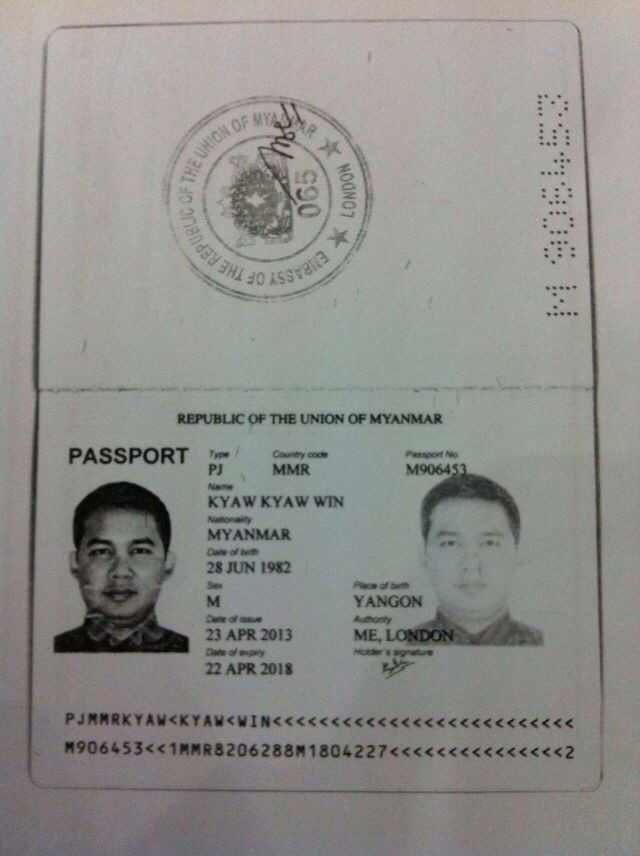 EMBASSY OF THE REPUBLIC OF THE UNION OF MYANMAR ★ LONDON ★
065
M 906453
REPUBLIC OF THE UNION OF MYANMAR
PASSPORT
Type Country code Passport No.
PJ MMR M906453
Name
KYAW KYAW WIN
Nationality
MYANMAR
Date of birth
28 JUN 1982
Sex Place of birth
M YANGON
Date of issue Authority
23 APR 2013 ME, LONDON
Date of expiry Holder's signature
22 APR 2018
PJMMRKYAW<KYAW<WIN<<<<<<<<<<<<<<<<<<<<<<<<<<
M906453<<1MMR8206288M1804227<<<<<<<<<<<<<<<2